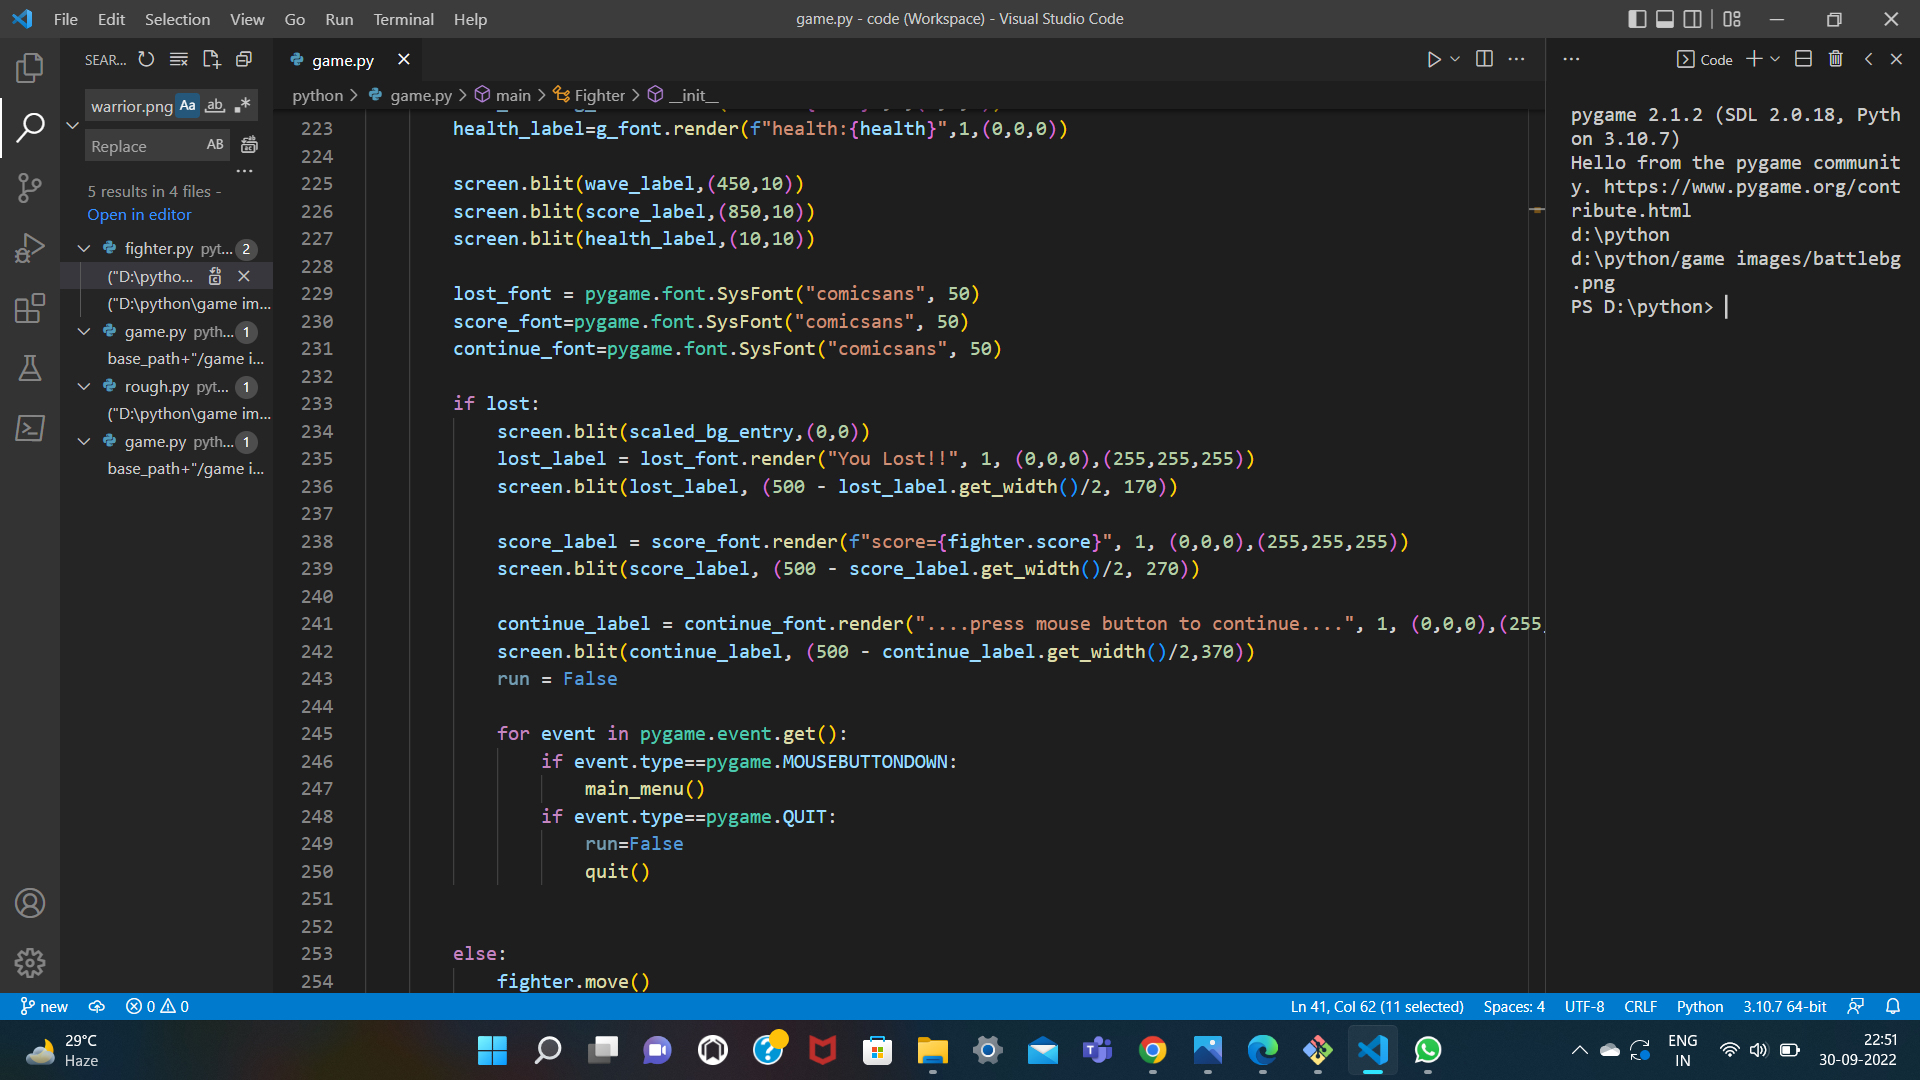 File Edit Selection View Go Run Terminal Help
game.py - code (Workspace) - Visual Studio Code
SEAR...
game.py
Code
warrior.png Aa ab
Replace AB
5 results in 4 files -
Open in editor
fighter.py pyt... 2
("D:\pytho...
("D:\python\game im...
game.py pyth... 1
base_path+"/game i...
rough.py pyt... 1
("D:\python\game im...
game.py pyth... 1
base_path+"/game i...
python > game.py > main > Fighter > __init__
223 health_label=g_font.render(f"health:{health}",1,(0,0,0))
224
225 screen.blit(wave_label,(450,10))
226 screen.blit(score_label,(850,10))
227 screen.blit(health_label,(10,10))
228
229 lost_font = pygame.font.SysFont("comicsans", 50)
230 score_font=pygame.font.SysFont("comicsans", 50)
231 continue_font=pygame.font.SysFont("comicsans", 50)
232
233 if lost:
234 screen.blit(scaled_bg_entry,(0,0))
235 lost_label = lost_font.render("You Lost!!", 1, (0,0,0),(255,255,255))
236 screen.blit(lost_label, (500 - lost_label.get_width()/2, 170))
237
238 score_label = score_font.render(f"score={fighter.score}", 1, (0,0,0),(255,255,255))
239 screen.blit(score_label, (500 - score_label.get_width()/2, 270))
240
241 continue_label = continue_font.render("....press mouse button to continue....", 1, (0,0,0),(255,
242 screen.blit(continue_label, (500 - continue_label.get_width()/2,370))
243 run = False
244
245 for event in pygame.event.get():
246 if event.type==pygame.MOUSEBUTTONDOWN:
247 main_menu()
248 if event.type==pygame.QUIT:
249 run=False
250 quit()
251
252
253 else:
254 fighter.move()
pygame 2.1.2 (SDL 2.0.18, Pyth
on 3.10.7)
Hello from the pygame communit
y. https://www.pygame.org/cont
ribute.html
d:\python
d:\python/game images/battlebg
.png
PS D:\python>
new 0 0
Ln 41, Col 62 (11 selected) Spaces: 4 UTF-8 CRLF Python 3.10.7 64-bit
29°C
Haze
ENG
IN
22:51
30-09-2022